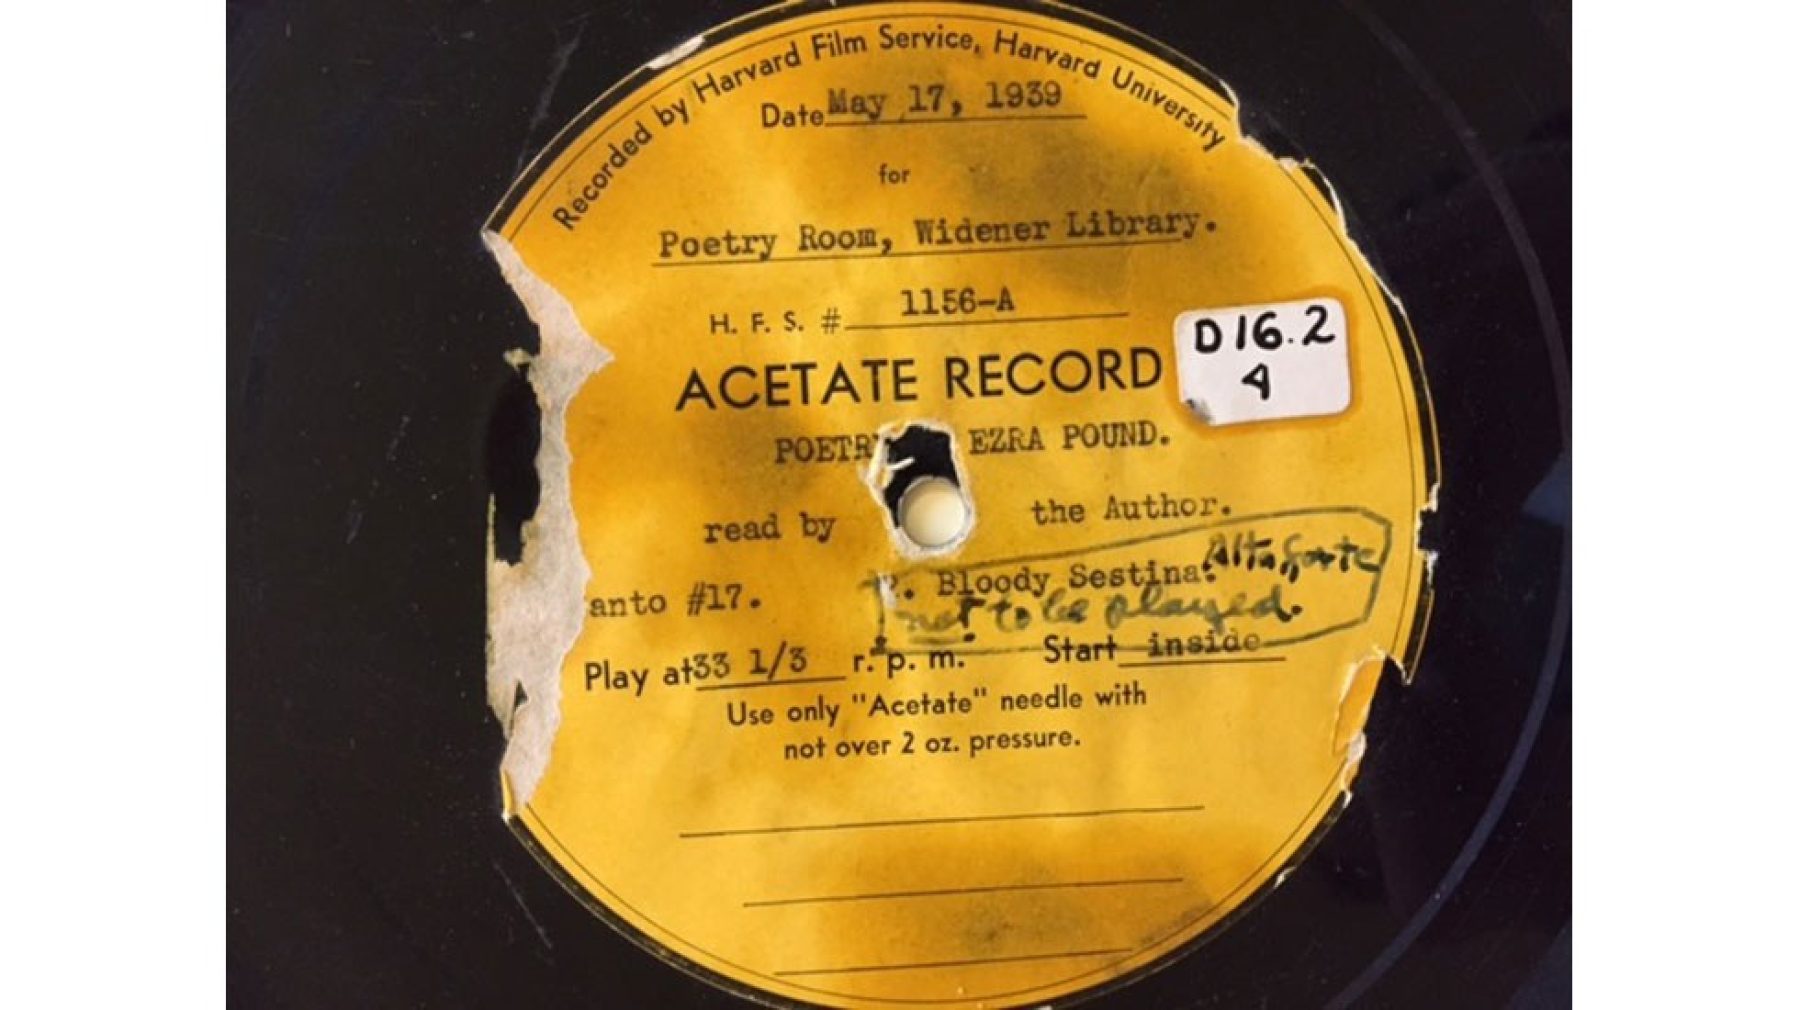 Recorded by Harvard Film Service, Harvard University
Date May 17, 1939
for
Poetry Room, Widener Library.
H. F. S. # 1156-A
D16.2
A
ACETATE RECORD
POETR EZRA POUND.
read by the Author.
anto #17. 2. Bloody Sestina. Altaforte
not to be played.
Play at 33 1/3 r. p. m. Start inside
Use only "Acetate" needle with
not over 2 oz. pressure.